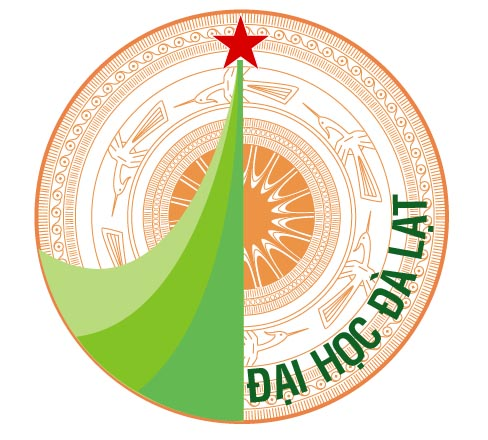 ĐẠI HỌC ĐÀ LẠT